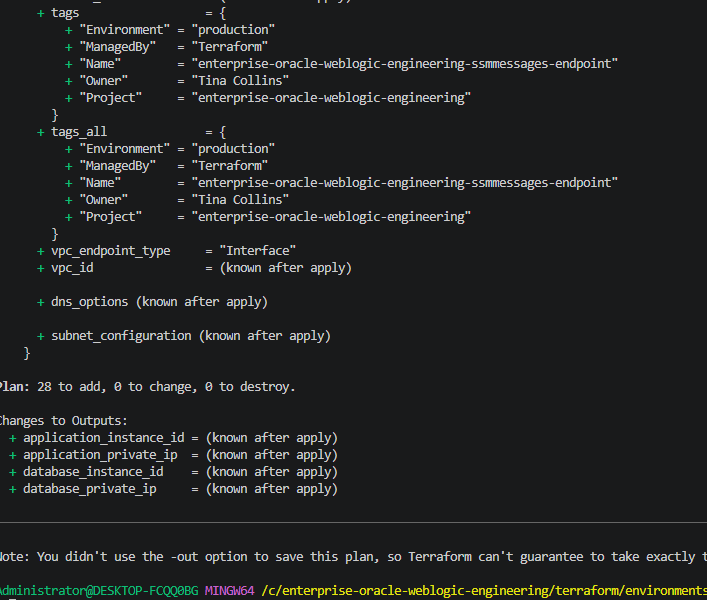 + tags = {
+ "Environment" = "production"
+ "ManagedBy" = "Terraform"
+ "Name" = "enterprise-oracle-weblogic-engineering-ssmmessages-endpoint"
+ "Owner" = "Tina Collins"
+ "Project" = "enterprise-oracle-weblogic-engineering"
}
+ tags_all = {
+ "Environment" = "production"
+ "ManagedBy" = "Terraform"
+ "Name" = "enterprise-oracle-weblogic-engineering-ssmmessages-endpoint"
+ "Owner" = "Tina Collins"
+ "Project" = "enterprise-oracle-weblogic-engineering"
}
+ vpc_endpoint_type = "Interface"
+ vpc_id = (known after apply)
+ dns_options (known after apply)
+ subnet_configuration (known after apply)
}
Plan: 28 to add, 0 to change, 0 to destroy.
Changes to Outputs:
+ application_instance_id = (known after apply)
+ application_private_ip = (known after apply)
+ database_instance_id = (known after apply)
+ database_private_ip = (known after apply)
Note: You didn't use the -out option to save this plan, so Terraform can't guarantee to take exactly t
Administrator@DESKTOP-FCQQ0BG MINGW64 /c/enterprise-oracle-weblogic-engineering/terraform/environments